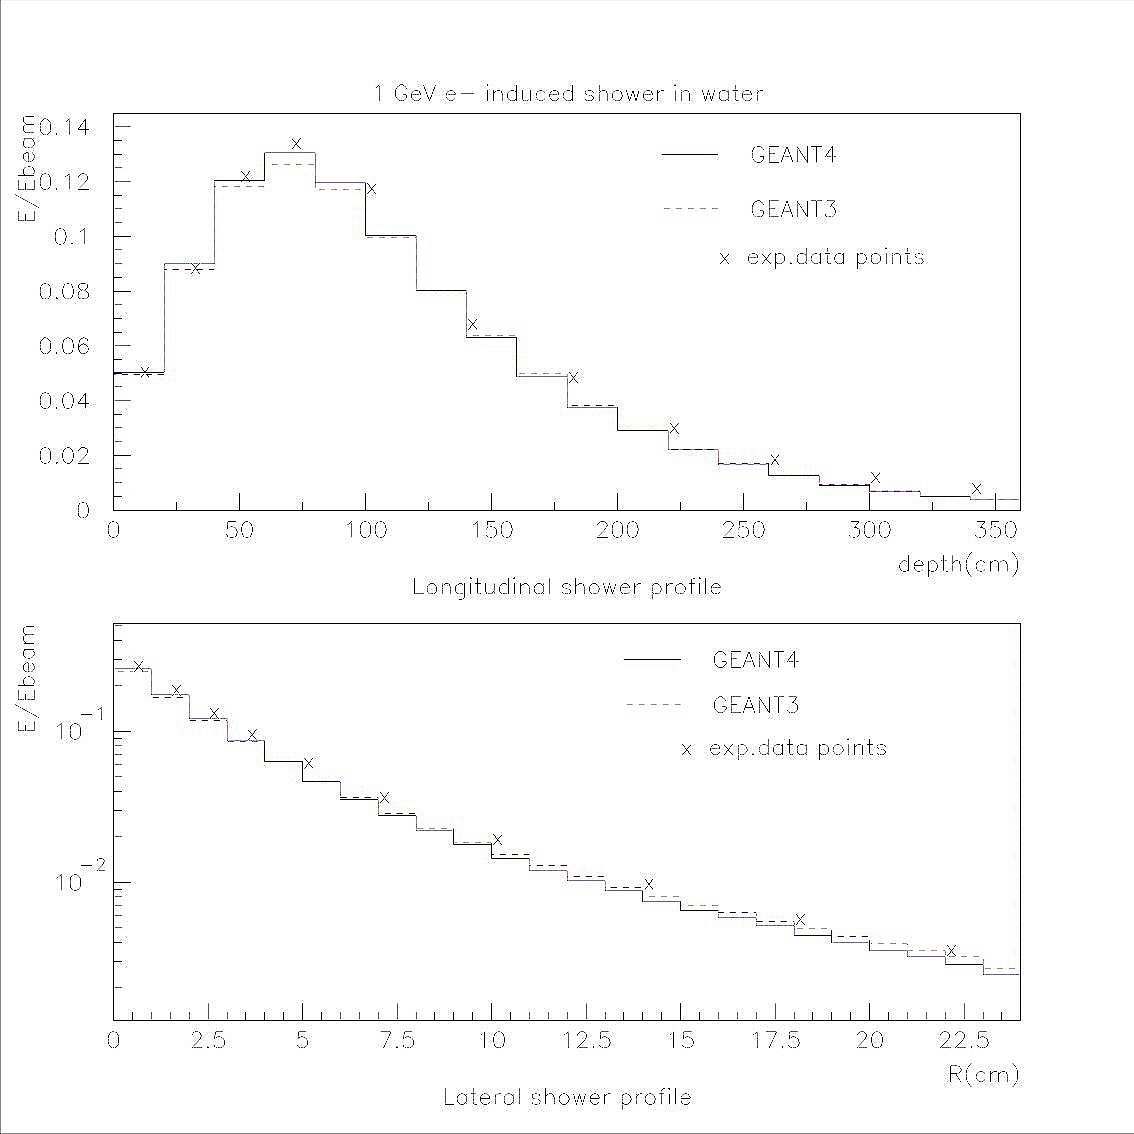 1 GeV e- induced shower in water
E/Ebeam
0.14
0.12
0.1
0.08
0.06
0.04
0.02
0
GEANT4
GEANT3
x exp.data points
0 50 100 150 200 250 300 350
depth(cm)
Longitudinal shower profile
E/Ebeam
10⁻¹
10⁻²
GEANT4
GEANT3
x exp.data points
0 2.5 5 7.5 10 12.5 15 17.5 20 22.5
R(cm)
Lateral shower profile